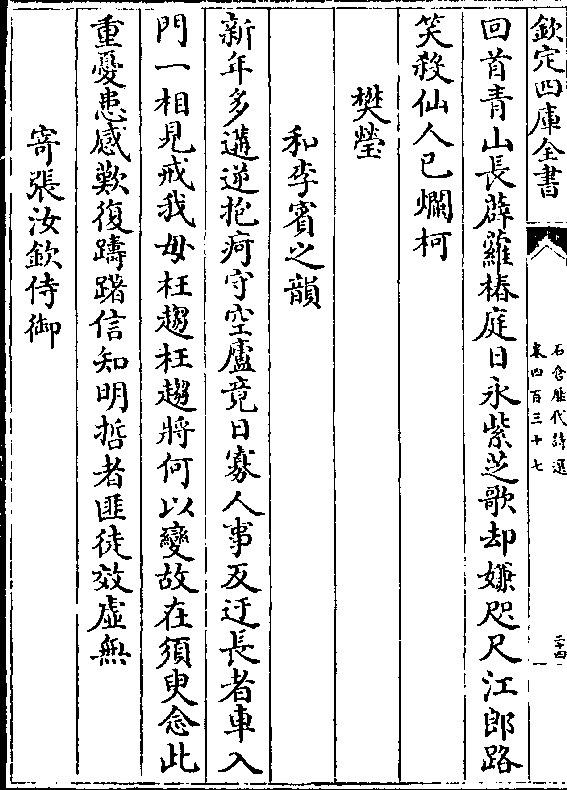 欽定四庫全書
石倉歷代詩選
卷四百三十七
二十四
回首青山長薜蘿椿庭日永紫芝歌却嫌咫尺江郎路
笑殺仙人已爛柯
樊瑩
和李賓之韻
新年多遘逆抱疴守空廬竟日寡人事反迂長者車入
門一相見戒我毋枉趨枉趨將何以變故在須臾念此
重憂患感歎復躊躇信知明哲者匪徒效虛無
寄張汝欽侍御